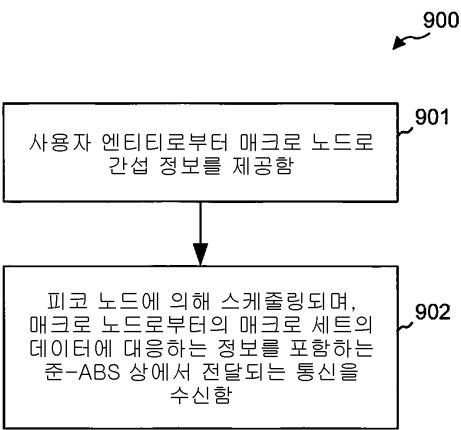 900
901
사용자 엔티티로부터 매크로 노드로
간섭 정보를 제공함
902
피코 노드에 의해 스케줄링되며,
매크로 노드로부터의 매크로 세트의
데이터에 대응하는 정보를 포함하는
준-ABS 상에서 전달되는 통신을
수신함